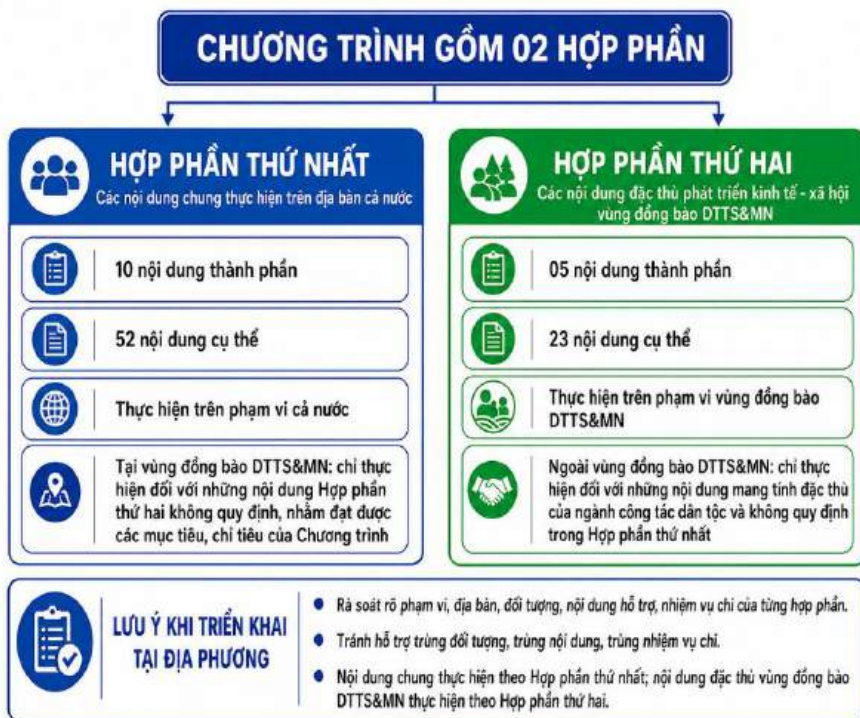 CHƯƠNG TRÌNH GỒM 02 HỢP PHẦN
HỢP PHẦN THỨ NHẤT
Các nội dung chung thực hiện trên địa bàn cả nước
10 nội dung thành phần
52 nội dung cụ thể
Thực hiện trên phạm vi cả nước
Tại vùng đồng bào DTTS&MN: chỉ thực
hiện đối với những nội dung Hợp phần
thứ hai không quy định, nhằm đạt được
các mục tiêu, chỉ tiêu của Chương trình
HỢP PHẦN THỨ HAI
Các nội dung đặc thù phát triển kinh tế - xã hội
vùng đồng bào DTTS&MN
05 nội dung thành phần
23 nội dung cụ thể
Thực hiện trên phạm vi vùng đồng bào
DTTS&MN
Ngoài vùng đồng bào DTTS&MN: chỉ thực
hiện đối với những nội dung mang tính đặc thù
của ngành công tác dân tộc và không quy định
trong Hợp phần thứ nhất
LƯU Ý KHI TRIỂN KHAI
TẠI ĐỊA PHƯƠNG
• Rà soát rõ phạm vi, địa bàn, đối tượng, nội dung hỗ trợ, nhiệm vụ chi của từng hợp phần.
• Tránh hỗ trợ trùng đối tượng, trùng nội dung, trùng nhiệm vụ chi.
• Nội dung chung thực hiện theo Hợp phần thứ nhất; nội dung đặc thù vùng đồng bào
DTTS&MN thực hiện theo Hợp phần thứ hai.